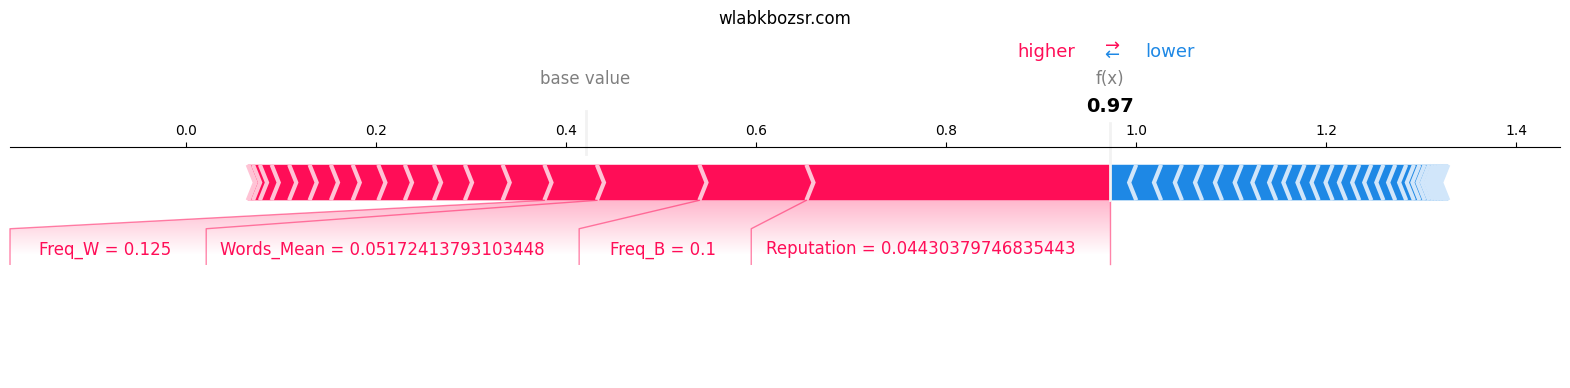 wlabkbozsr.com
higher ⇄ lower
base value f(x)
0.97
0.0 0.2 0.4 0.6 0.8 1.0 1.2 1.4
Freq_W = 0.125 Words_Mean = 0.05172413793103448 Freq_B = 0.1 Reputation = 0.04430379746835443